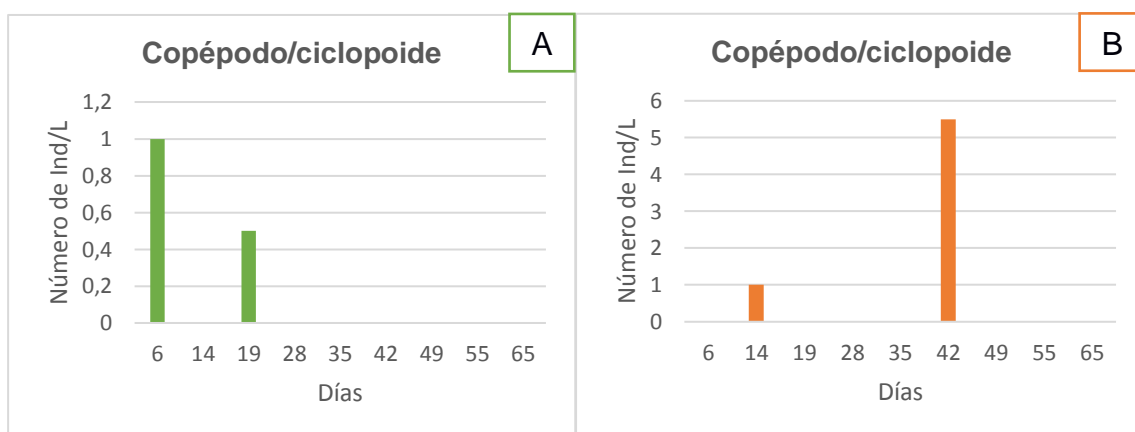 Copépodo/ciclopoide
A
Número de Ind/L
1,2
1
0,8
0,6
0,4
0,2
0
6 14 19 28 35 42 49 55 65
Días
Copépodo/ciclopoide
B
Número de Ind/L
6
5
4
3
2
1
0
6 14 19 28 35 42 49 55 65
Días